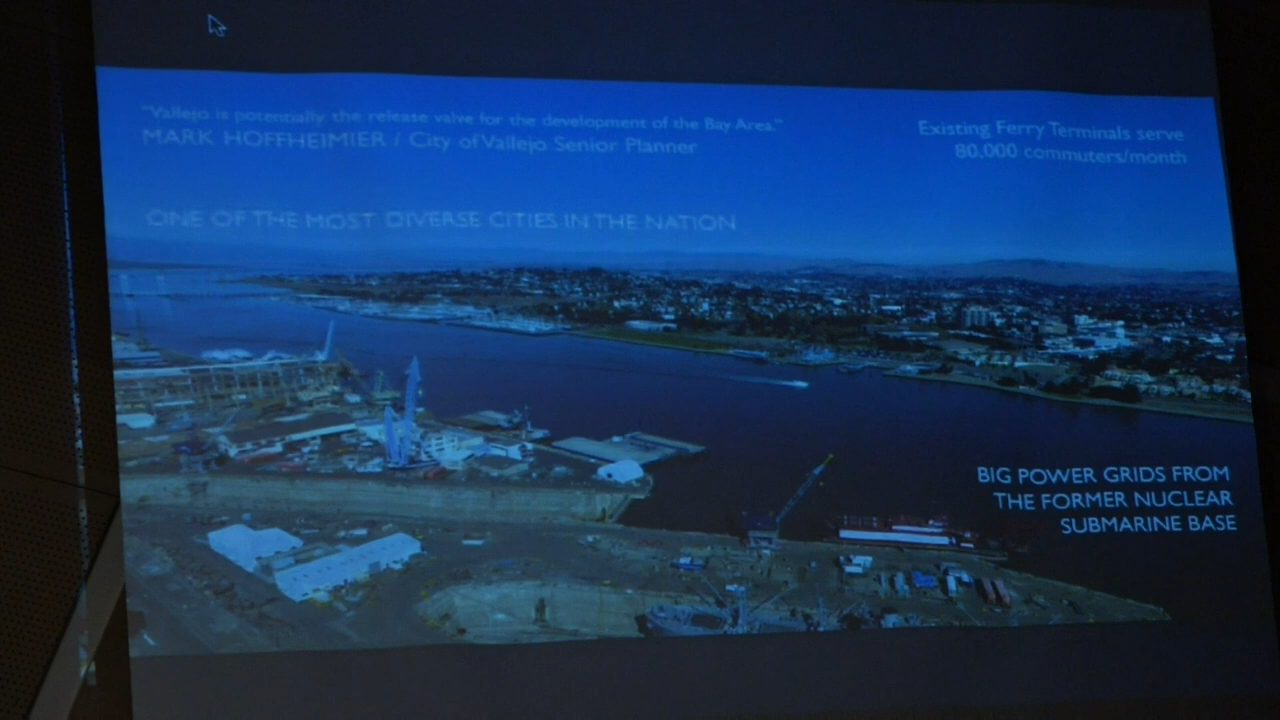 "Vallejo is potentially the release valve for the development of the Bay Area."
MARK HOFFHEIMIER / City of Vallejo Senior Planner
Existing Ferry Terminals serve
80,000 commuters/month
ONE OF THE MOST DIVERSE CITIES IN THE NATION
BIG POWER GRIDS FROM
THE FORMER NUCLEAR
SUBMARINE BASE